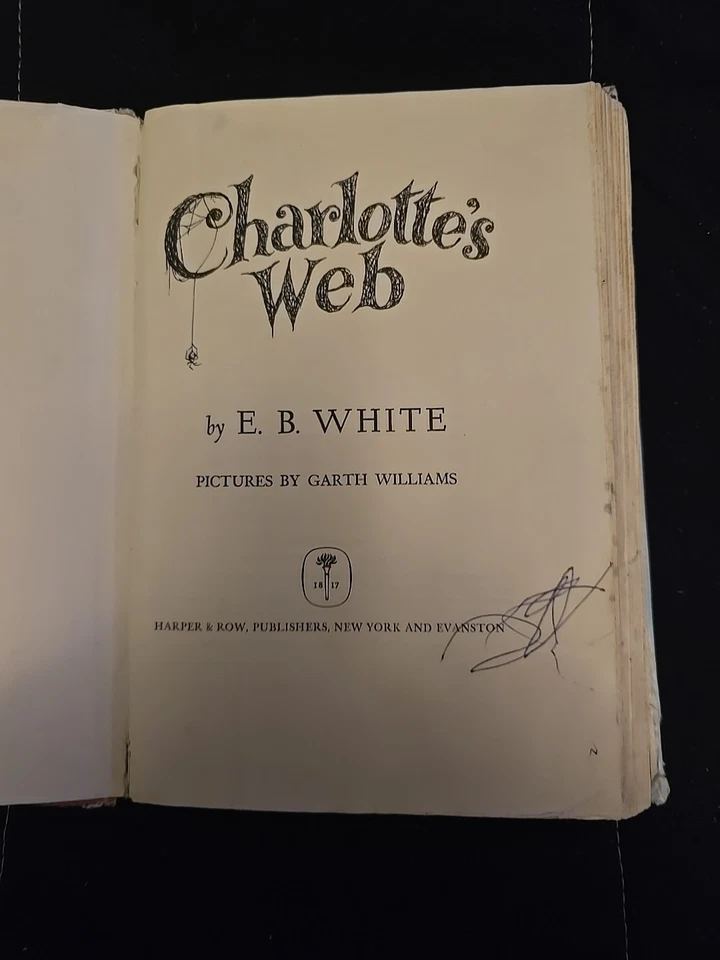 Charlotte's
Web
by E. B. WHITE
PICTURES BY GARTH WILLIAMS
18 17
HARPER & ROW, PUBLISHERS, NEW YORK AND EVANSTON